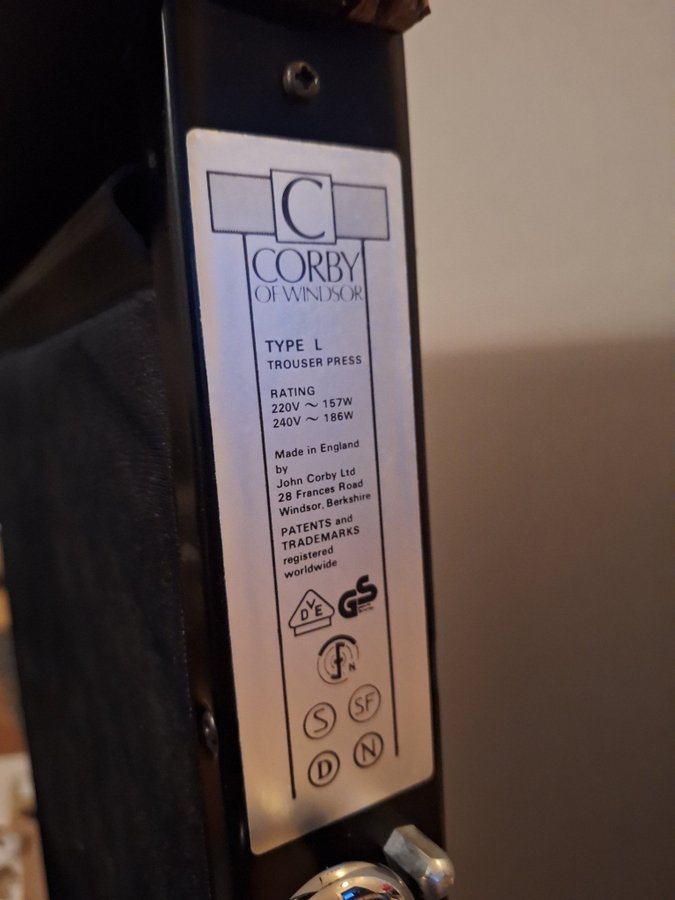 C
CORBY
OF WINDSOR
TYPE L
TROUSER PRESS
RATING
220V ~ 157W
240V ~ 186W
Made in England
by
John Corby Ltd
28 Frances Road
Windsor, Berkshire
PATENTS and
TRADEMARKS
registered
worldwide
DVE GS
N
S SF
D N